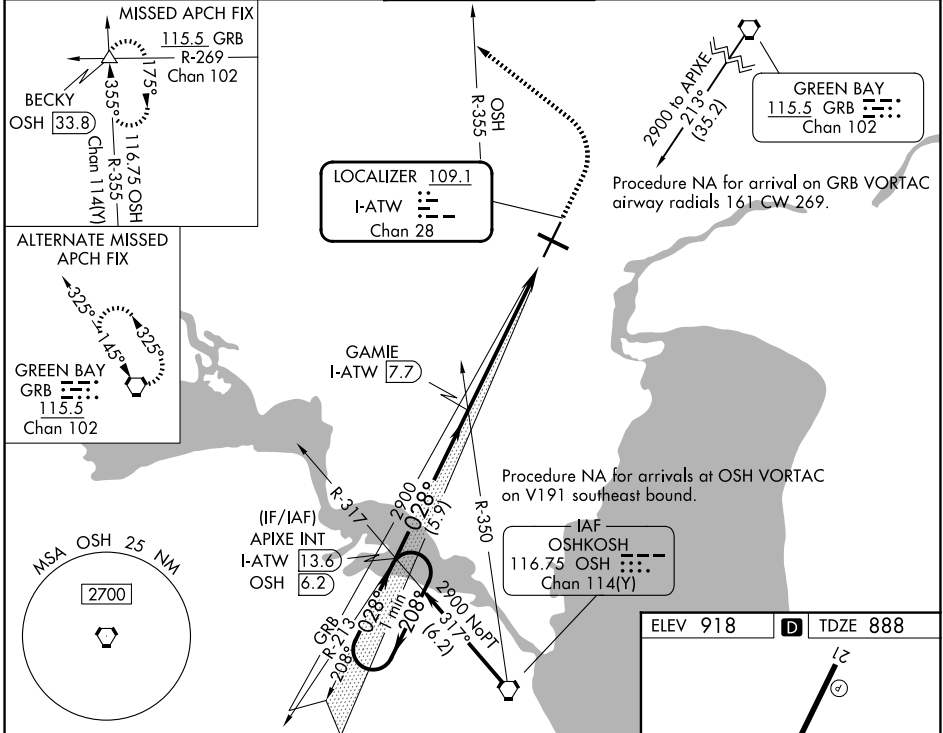 MISSED APCH FIX
115.5 GRB
R-269
Chan 102
175°
355°
BECKY
OSH 33.8
R-355
116.75 OSH
Chan 114(Y)
ALTERNATE MISSED
APCH FIX
325°
145°
325°
GREEN BAY
GRB
115.5
Chan 102
OSH
R-355
LOCALIZER 109.1
I-ATW
Chan 28
2900 to APIXE
213°
(35.2)
GREEN BAY
115.5 GRB
Chan 102
Procedure NA for arrival on GRB VORTAC
airway radials 161 CW 269.
GAMIE
I-ATW 7.7
2900
028°
(5.9)
R-350
R-317
Procedure NA for arrivals at OSH VORTAC
on V191 southeast bound.
(IF/IAF)
APIXE INT
I-ATW 13.6
OSH 6.2
IAF
OSHKOSH
116.75 OSH
Chan 114(Y)
2900 NoPT
317°
(6.2)
028°
1 min
208°
GRB
R-213
208°
MSA OSH 25 NM
2700
ELEV 918
D
TDZE 888
21
P